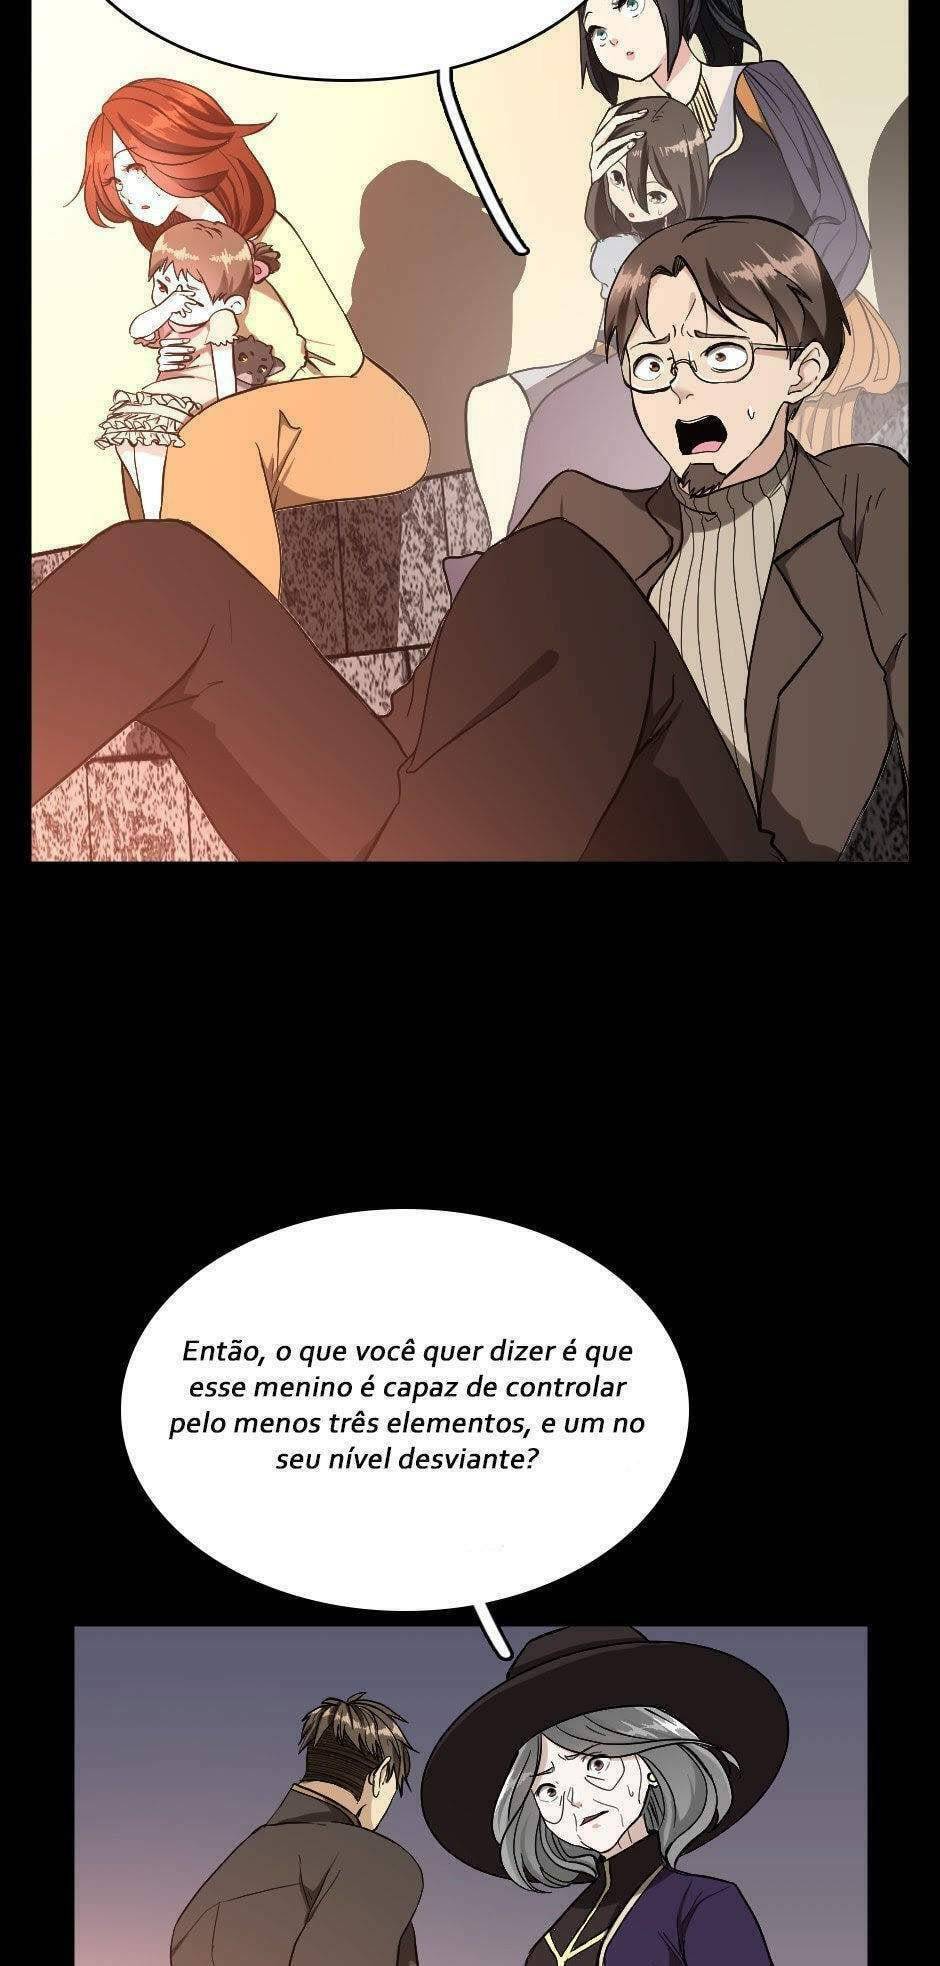 Então, o que você quer dizer é que
esse menino é capaz de controlar
pelo menos três elementos, e um no
seu nível desviante?